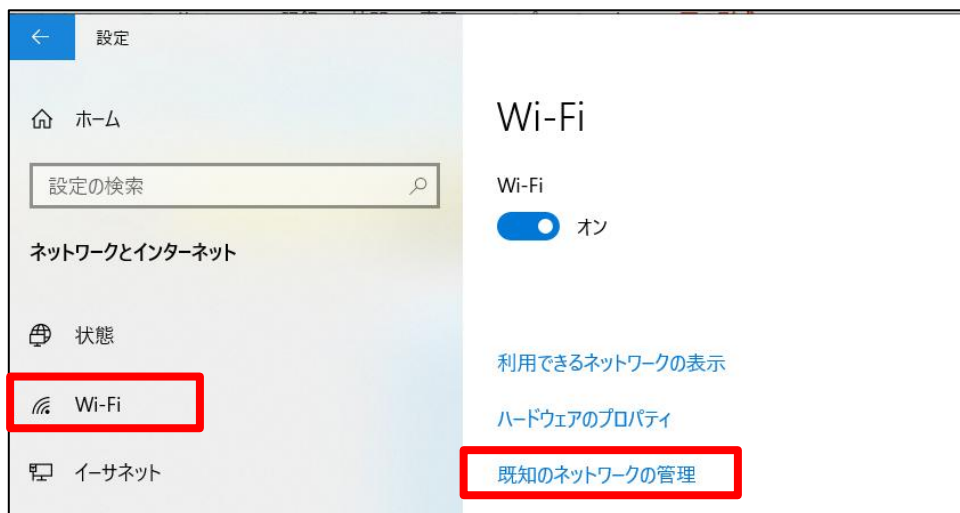 設定
ホーム
設定の検索
ネットワークとインターネット
状態
Wi-Fi
イーサネット
Wi-Fi
Wi-Fi
オン
利用できるネットワークの表示
ハードウェアのプロパティ
既知のネットワークの管理